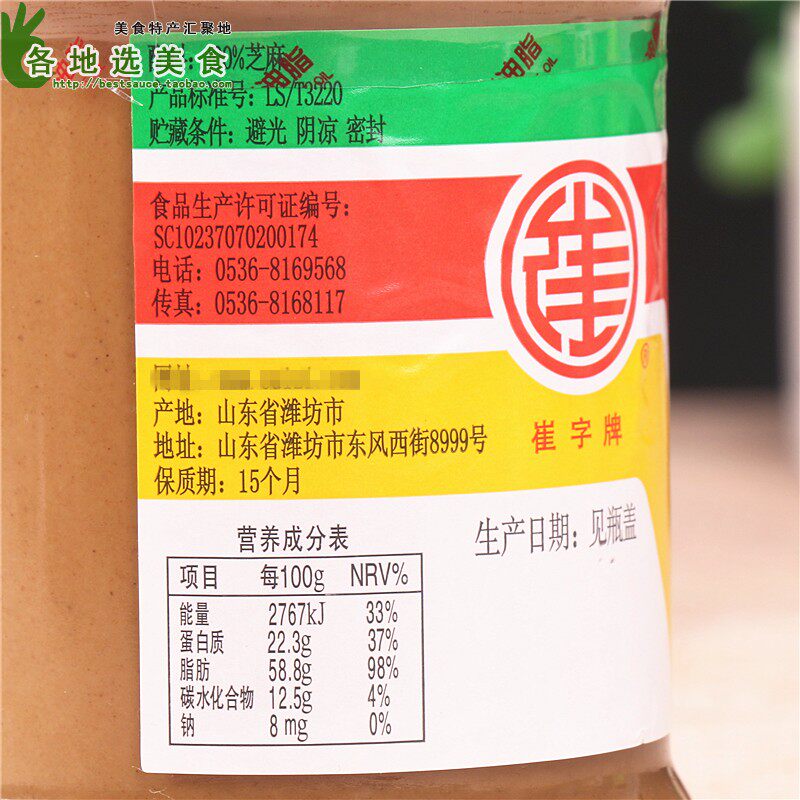 美食特产汇聚地
各地选美食
http://bestsauce.taobao.com
00%芝麻
油脂
产品标准号：LS/T3220
贮藏条件：避光 阴凉 密封
食品生产许可证编号：
SC10237070200174
电话：0536-8169568
传真：0536-8168117
产地：山东省潍坊市
地址：山东省潍坊市东风西街8999号
保质期：15个月
崔字牌
®
生产日期：见瓶盖
营养成分表
项目 每100g NRV%
能量 2767kJ 33%
蛋白质 22.3g 37%
脂肪 58.8g 98%
碳水化合物 12.5g 4%
钠 8 mg 0%